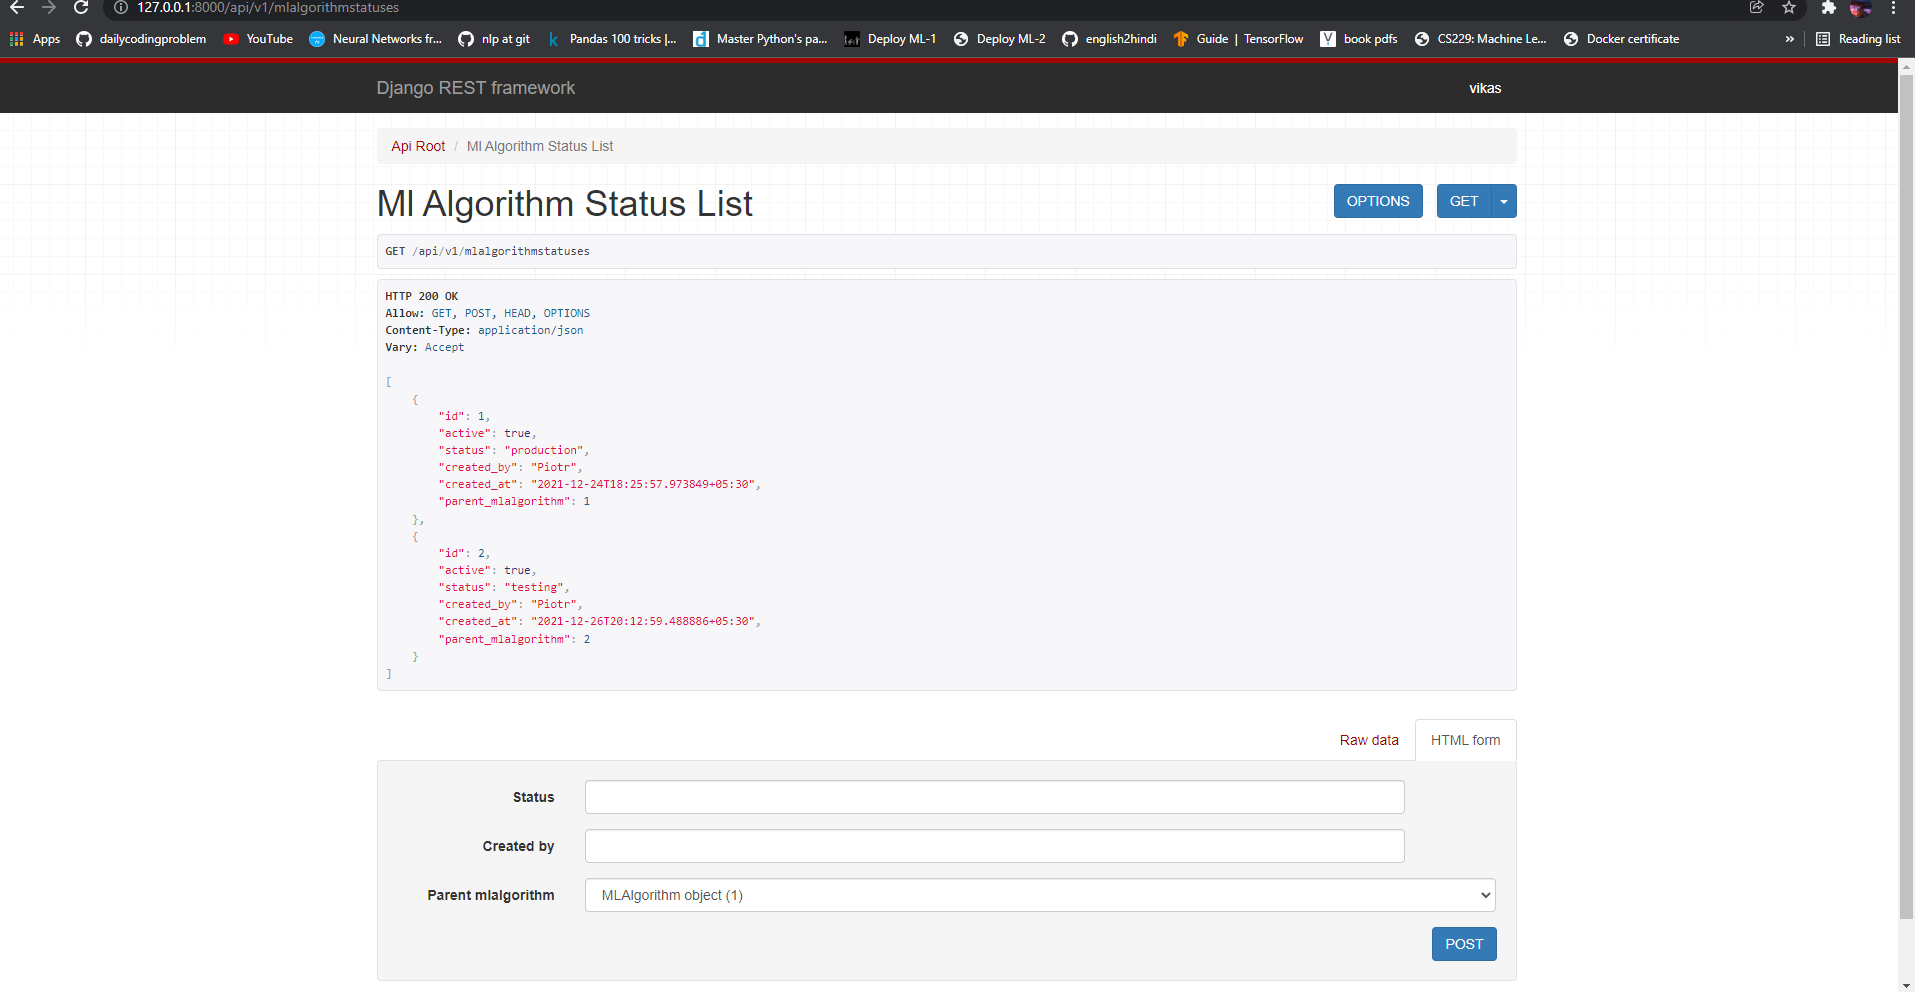 127.0.0.1:8000/api/v1/mlalgorithmstatuses
Apps dailycodingproblem YouTube Neural Networks fr... nlp at git Pandas 100 tricks |... Master Python's pa... Deploy ML-1 Deploy ML-2 english2hindi Guide | TensorFlow book pdfs CS229: Machine Le... Docker certificate » Reading list
Django REST framework vikas
Api Root / Ml Algorithm Status List
Ml Algorithm Status List OPTIONS GET
GET /api/v1/mlalgorithmstatuses
HTTP 200 OK
Allow: GET, POST, HEAD, OPTIONS
Content-Type: application/json
Vary: Accept
[
{
"id": 1,
"active": true,
"status": "production",
"created_by": "Piotr",
"created_at": "2021-12-24T18:25:57.973849+05:30",
"parent_mlalgorithm": 1
},
{
"id": 2,
"active": true,
"status": "testing",
"created_by": "Piotr",
"created_at": "2021-12-26T20:12:59.488886+05:30",
"parent_mlalgorithm": 2
}
]
Raw data HTML form
Status
Created by
Parent mlalgorithm MLAlgorithm object (1)
POST